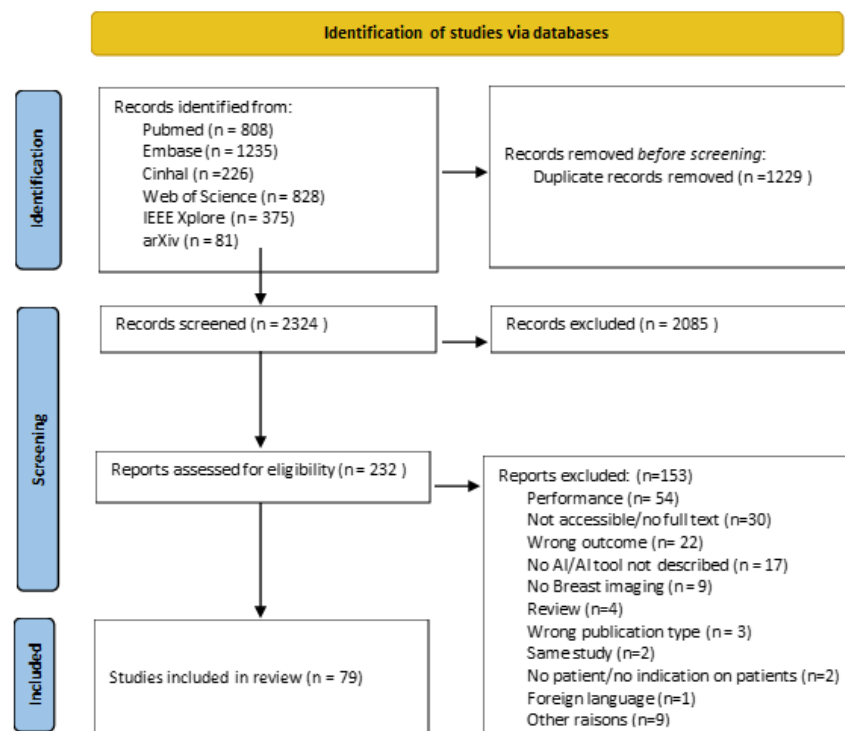 Identification of studies via databases
Identification
Records identified from:
Pubmed (n = 808)
Embase (n = 1235)
Cinhal (n =226)
Web of Science (n = 828)
IEEE Xplore (n = 375)
arXiv (n = 81)
Records removed before screening:
Duplicate records removed (n =1229 )
Screening
Records screened (n = 2324 )
Records excluded (n = 2085 )
Reports assessed for eligibility (n = 232 )
Reports excluded: (n=153)
Performance (n= 54)
Not accessible/no full text (n=30)
Wrong outcome (n= 22)
No AI/AI tool not described (n = 17)
No Breast imaging (n = 9)
Review (n=4)
Wrong publication type (n = 3)
Same study (n=2)
No patient/no indication on patients (n=2)
Foreign language (n=1)
Other raisons (n=9)
Included
Studies included in review (n = 79)